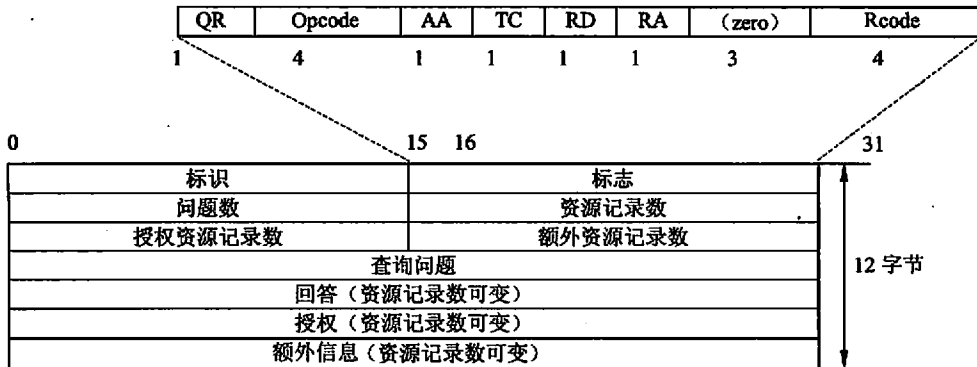 QR Opcode AA TC RD RA (zero) Rcode
1 4 1 1 1 1 3 4
0 15 16 31
标识 标志
问题数 资源记录数
授权资源记录数 额外资源记录数
查询问题
回答(资源记录数可变)
授权(资源记录数可变)
额外信息(资源记录数可变)
12 字节